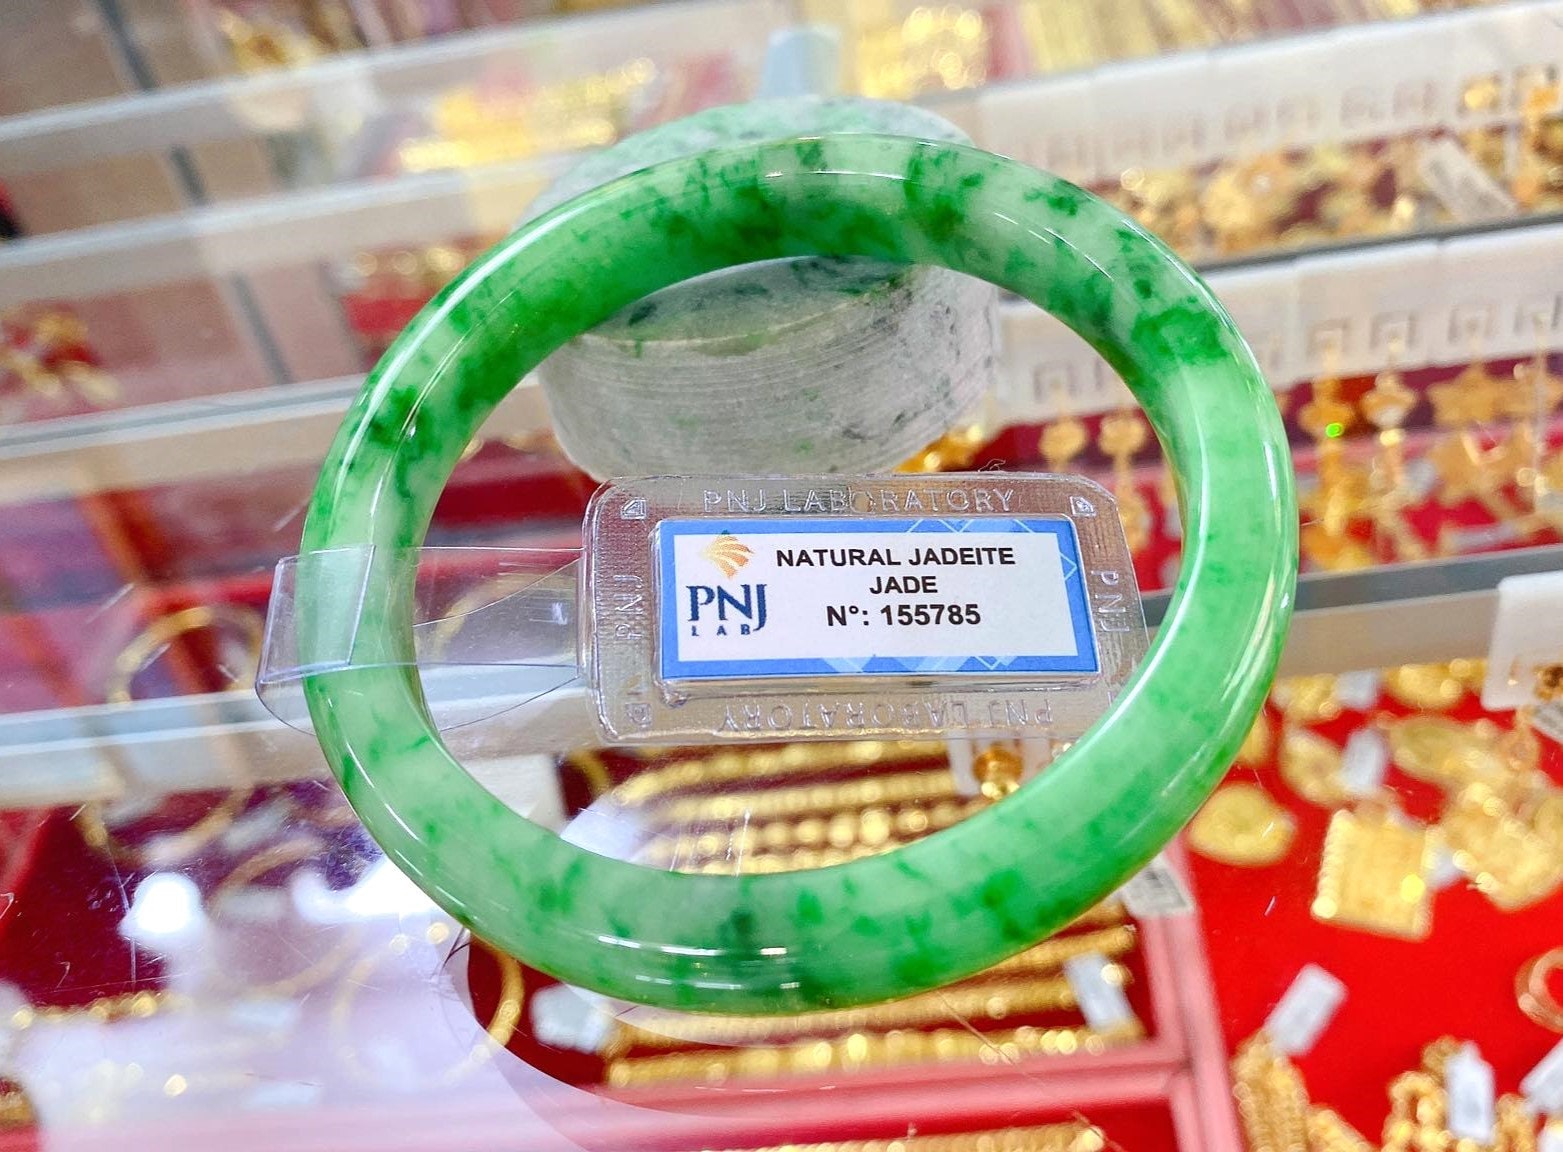 PNJ LABORATORY
NATURAL JADEITE
JADE
N°: 155785
PNJ
LAB
PNJ
PNJ
PNJ LABORATORY